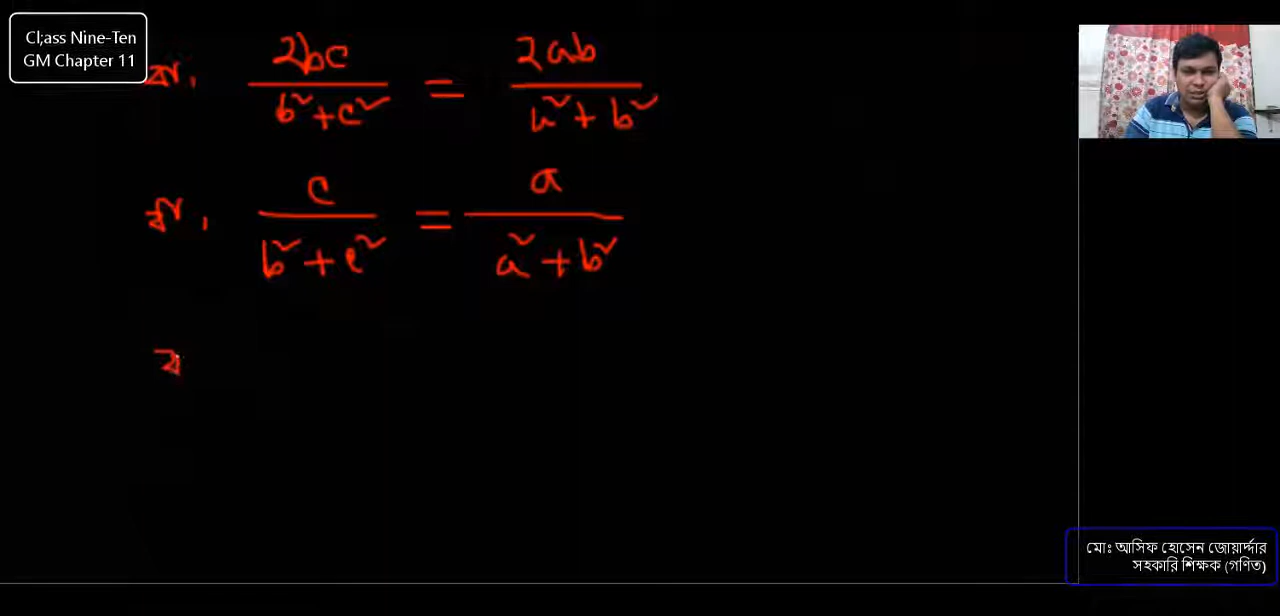 Cl;ass Nine-Ten
GM Chapter 11
বা, 2bc/(b²+c²) = 2ab/(a²+b²)
বা, c/(b²+c²) = a/(a²+b²)
ব
মোঃ আসিফ হোসেন জোয়ার্দ্দার
সহকারি শিক্ষক (গণিত)